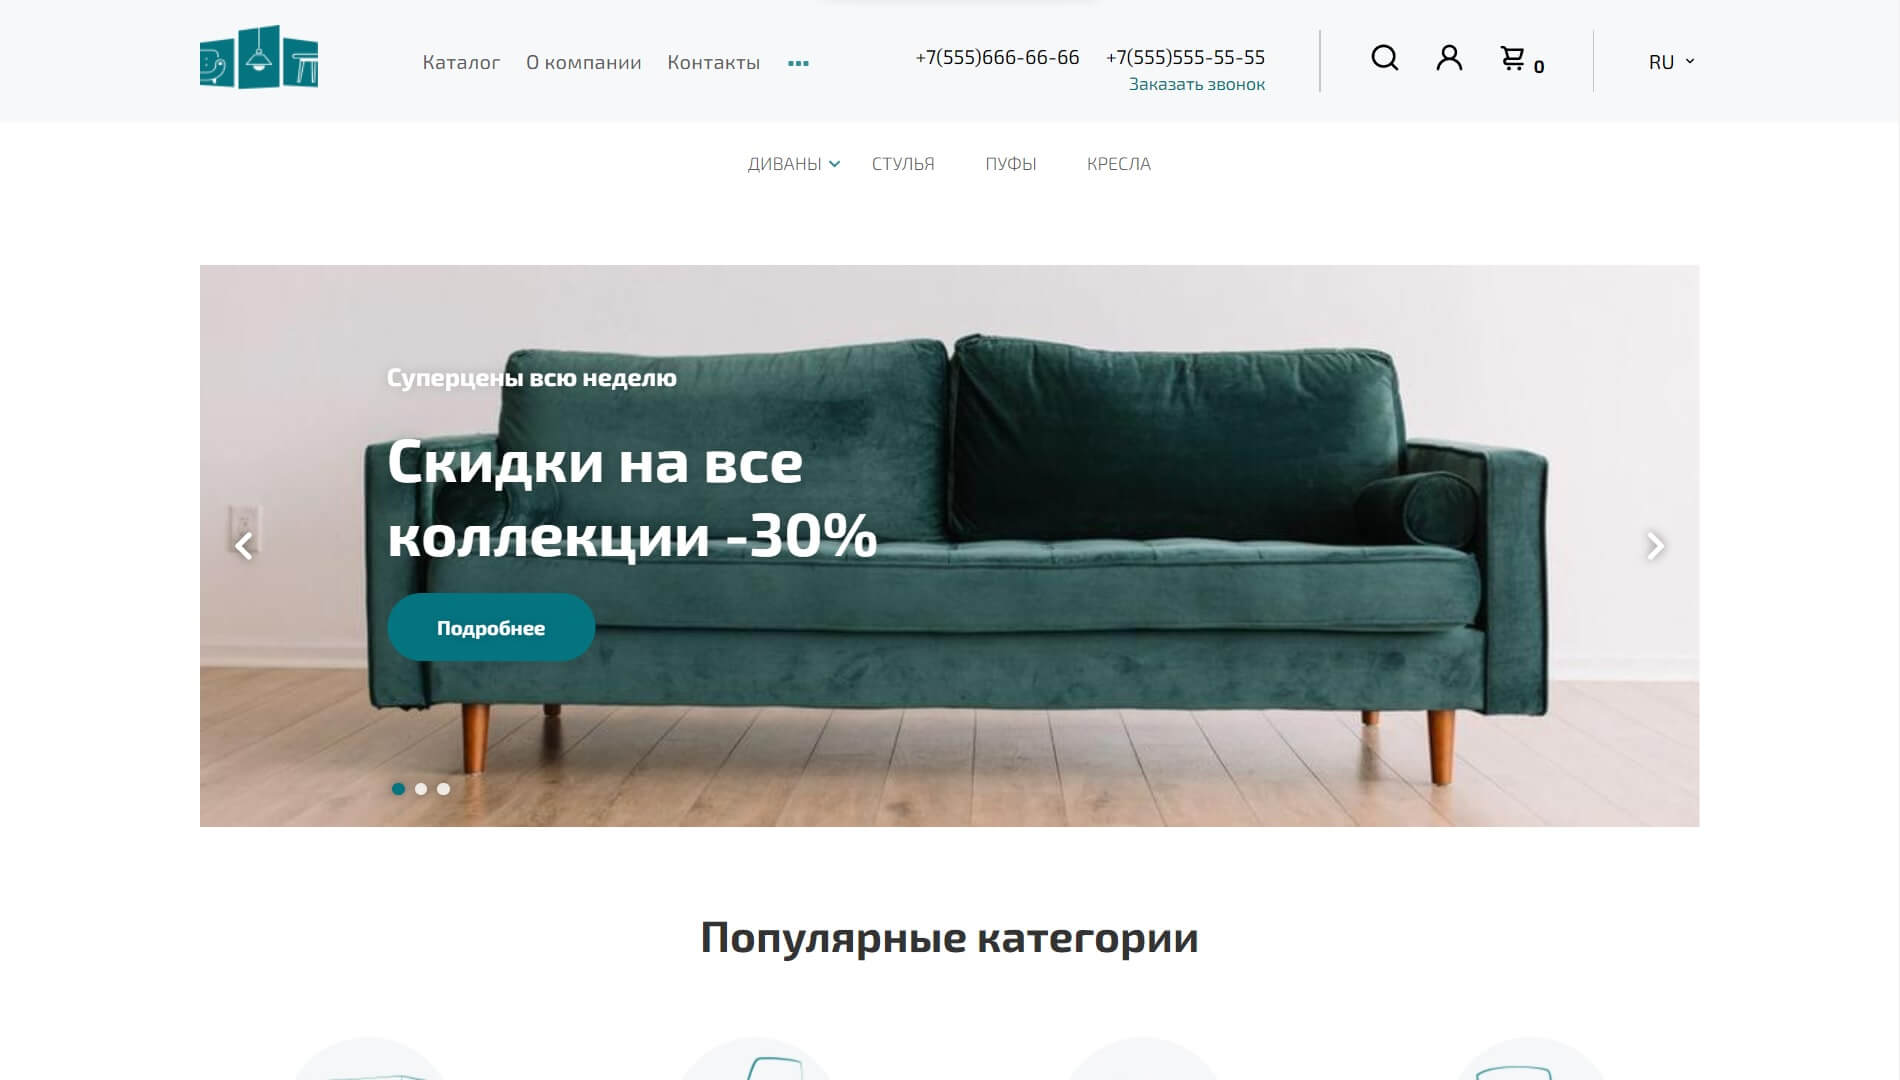 Каталог О компании Контакты +7(555)666-66-66 +7(555)555-55-55
Заказать звонок
0
RU
ДИВАНЫ СТУЛЬЯ ПУФЫ КРЕСЛА
Суперцены всю неделю
Скидки на все
коллекции -30%
Подробнее
Популярные категории